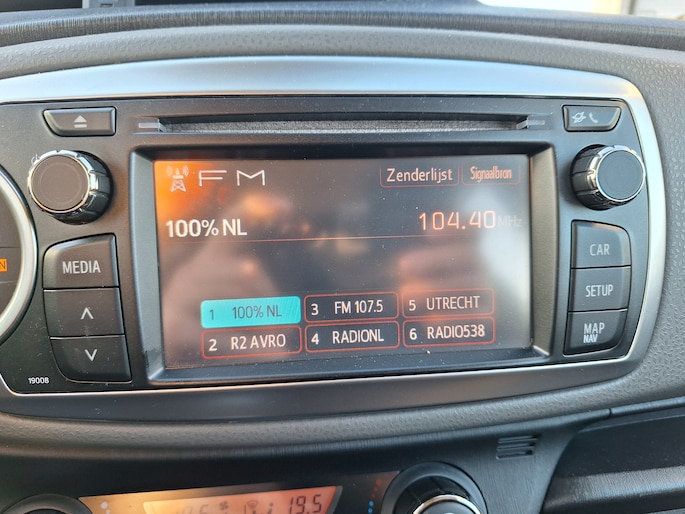 FM Zenderlijst Signaalbron
100% NL 104.40 MHz
MEDIA
CAR
SETUP
MAP
NAV
1 100% NL 3 FM 107.5 5 UTRECHT
2 R2 AVRO 4 RADIONL 6 RADIO538
19008
19.5